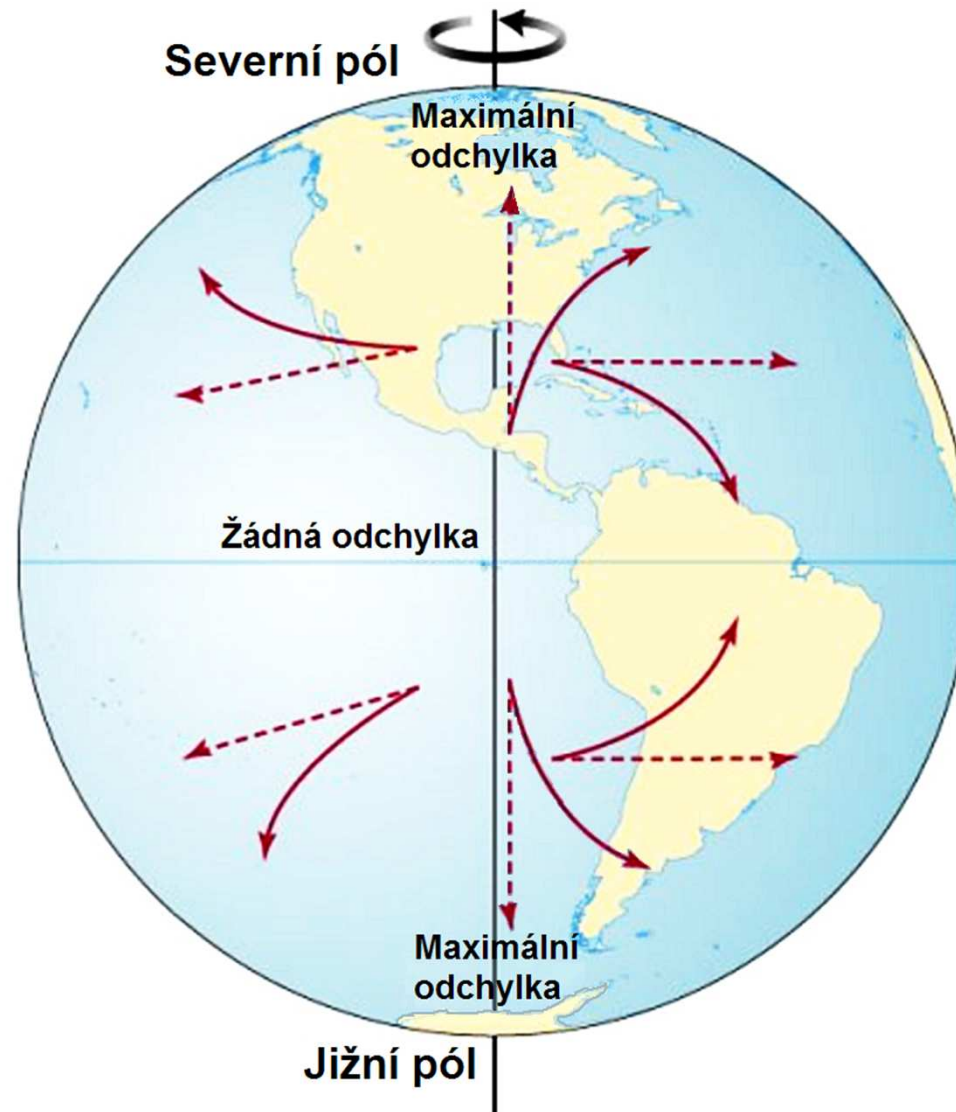 Severní pól
Maximální
odchylka
Žádná odchylka
Maximální
odchylka
Jižní pól